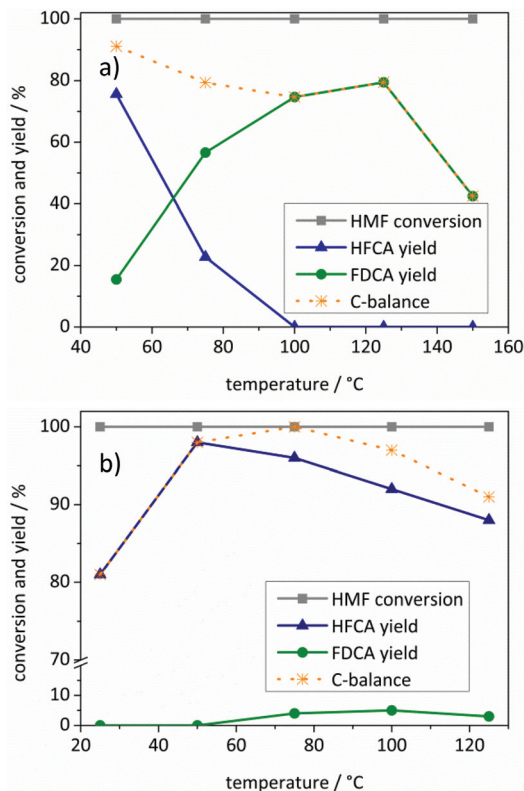 100
80
60
40
20
0
a)
conversion and yield / %
HMF conversion
HFCA yield
FDCA yield
C-balance
40 60 80 100 120 140 160
temperature / °C
100
90
80
70
10
5
0
b)
conversion and yield / %
HMF conversion
HFCA yield
FDCA yield
C-balance
20 40 60 80 100 120
temperature / °C